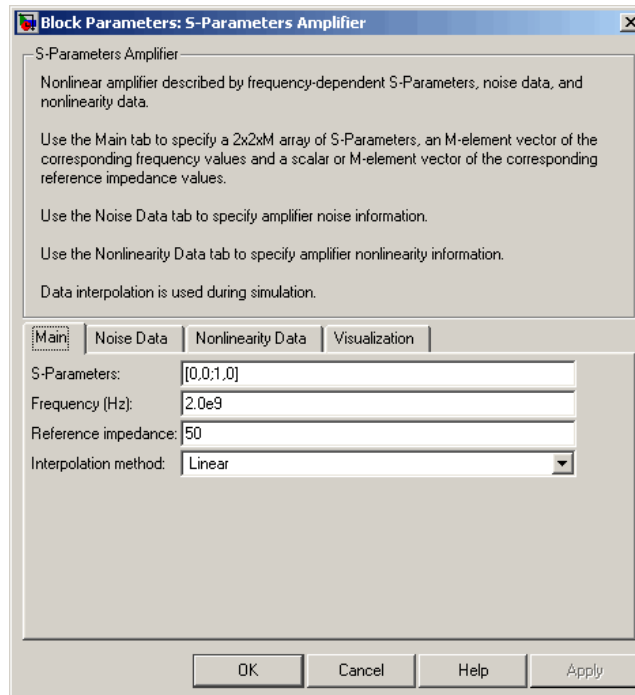 Block Parameters: S-Parameters Amplifier
S-Parameters Amplifier
Nonlinear amplifier described by frequency-dependent S-Parameters, noise data, and
nonlinearity data.
Use the Main tab to specify a 2x2xM array of S-Parameters, an M-element vector of the
corresponding frequency values and a scalar or M-element vector of the corresponding
reference impedance values.
Use the Noise Data tab to specify amplifier noise information.
Use the Nonlinearity Data tab to specify amplifier nonlinearity information.
Data interpolation is used during simulation.
Main Noise Data Nonlinearity Data Visualization
S-Parameters: [0,0;1,0]
Frequency (Hz): 2.0e9
Reference impedance: 50
Interpolation method: Linear
OK Cancel Help Apply